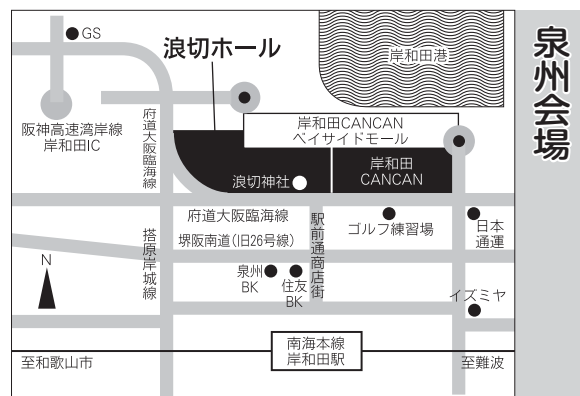 泉州会場
GS
浪切ホール
岸和田港
阪神高速湾岸線
岸和田IC
府道大阪臨海線
岸和田CANCAN
ベイサイドモール
浪切神社
岸和田
CANCAN
府道大阪臨海線
堺阪南道(旧26号線)
駅前通商店街
ゴルフ練習場
日本
通運
塔原岸城線
N
泉州
BK
住友
BK
イズミヤ
南海本線
岸和田駅
至和歌山市
至難波